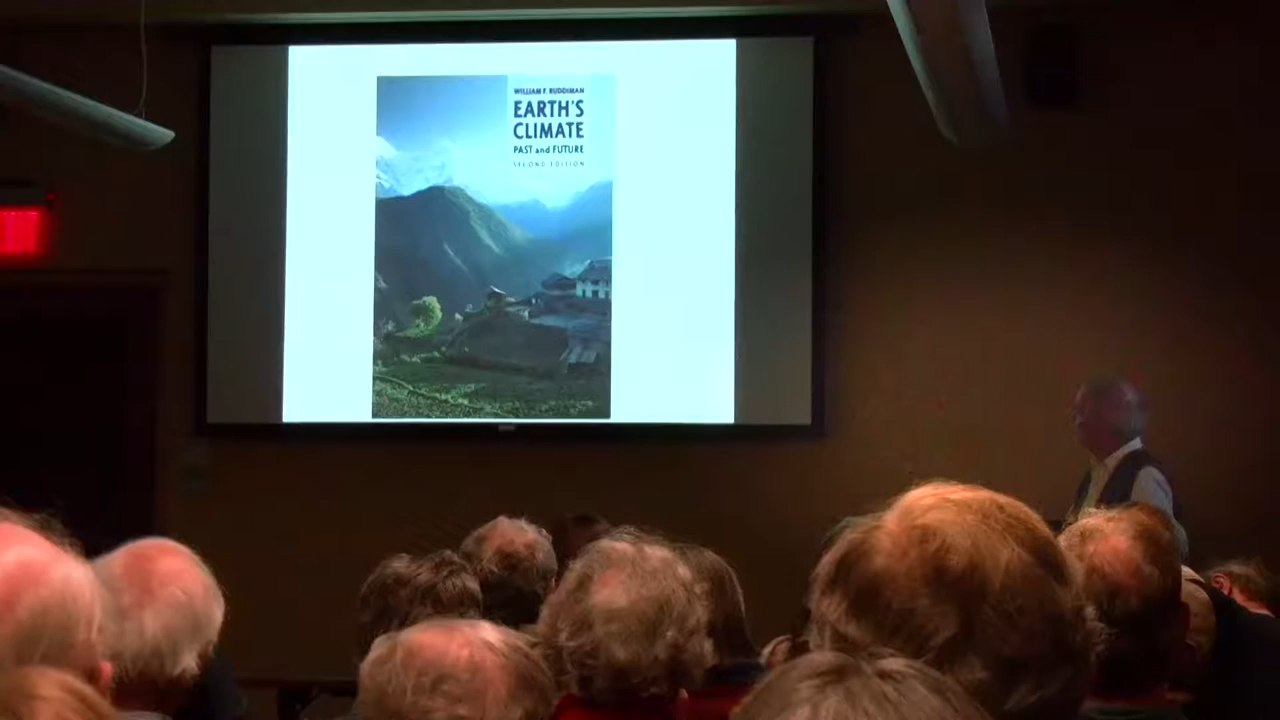 WILLIAM F. RUDDIMAN
EARTH'S
CLIMATE
PAST and FUTURE
SECOND EDITION